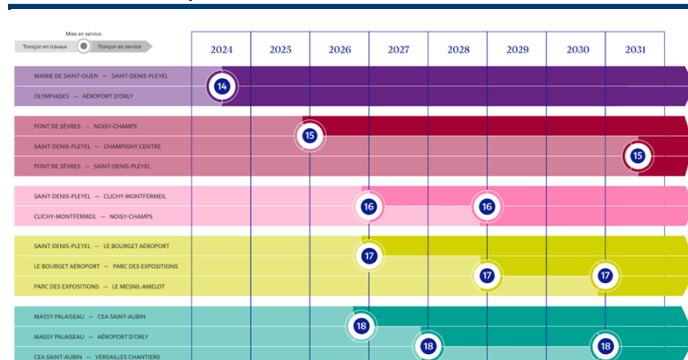 Mise en service
Tronçon en travaux
Tronçon en service
2024 2025 2026 2027 2028 2029 2030 2031
MAIRIE DE SAINT-OUEN — SAINT-DENIS-PLEYEL
14
OLYMPIADES — AÉROPORT D'ORLY
PONT DE SÈVRES — NOISY-CHAMPS
15
SAINT-DENIS-PLEYEL — CHAMPIGNY CENTRE
15
PONT DE SÈVRES — SAINT-DENIS-PLEYEL
SAINT-DENIS-PLEYEL — CLICHY-MONTFERMEIL
16 16
CLICHY-MONTFERMEIL — NOISY-CHAMPS
SAINT-DENIS-PLEYEL — LE BOURGET AÉROPORT
17
LE BOURGET AÉROPORT — PARC DES EXPOSITIONS
17 17
PARC DES EXPOSITIONS — LE MESNIL-AMELOT
MASSY PALAISEAU — CEA SAINT-AUBIN
18
MASSY PALAISEAU — AÉROPORT D'ORLY
18 18
CEA SAINT-AUBIN — VERSAILLES CHANTIERS